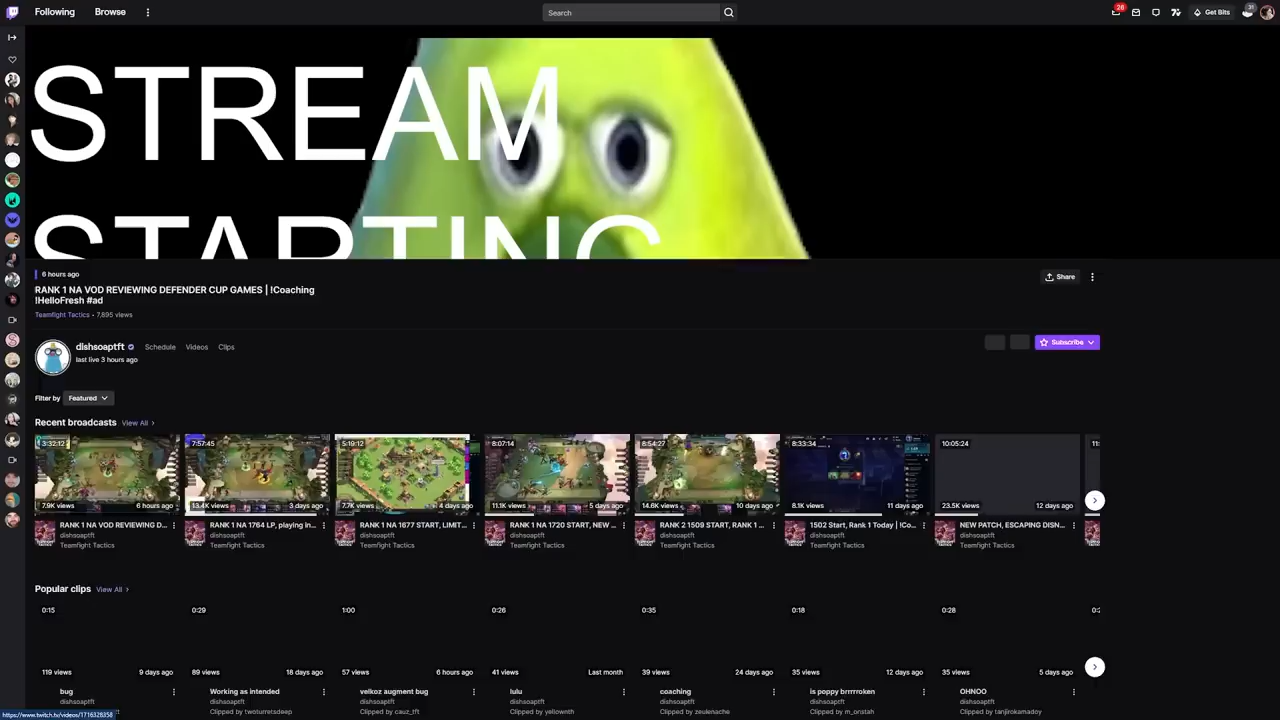 Following Browse
Search
26
Get Bits
31
STREAM
STARTING
6 hours ago
RANK 1 NA VOD REVIEWING DEFENDER CUP GAMES | !Coaching
!HelloFresh #ad
Teamfight Tactics • 7,895 views
Share
dishsoaptft Schedule Videos Clips
last live 3 hours ago
Subscribe
Filter by Featured
Recent broadcasts View All
3:32:12 7:57:45 5:19:12 8:07:14 8:54:27 8:33:34 10:05:24 11:
7.9K views 6 hours ago 13.4K views 3 days ago 7.7K views 4 days ago 11.1K views 5 days ago 14.6K views 10 days ago 8.1K views 11 days ago 23.5K views 12 days ago
RANK 1 NA VOD REVIEWING D... RANK 1 NA 1764 LP, playing in... RANK 1 NA 1677 START, LIMIT... RANK 1 NA 1720 START, NEW ... RANK 2 1509 START, RANK 1 ... 1502 Start, Rank 1 Today | !Co... NEW PATCH, ESCAPING DISN...
dishsoaptft dishsoaptft dishsoaptft dishsoaptft dishsoaptft dishsoaptft dishsoaptft
Teamfight Tactics Teamfight Tactics Teamfight Tactics Teamfight Tactics Teamfight Tactics Teamfight Tactics Teamfight Tactics
Popular clips View All
0:15 0:29 1:00 0:26 0:35 0:18 0:28 0:2
119 views 9 days ago 89 views 18 days ago 57 views 6 hours ago 41 views Last month 39 views 24 days ago 35 views 12 days ago 35 views 5 days ago
bug Working as intended velkoz augment bug lulu coaching is poppy brrrrroken OHNOO
dishsoaptft dishsoaptft dishsoaptft dishsoaptft dishsoaptft dishsoaptft dishsoaptft
Clipped by twoturretsdeep Clipped by cauz_tft Clipped by yellownth Clipped by zeulenache Clipped by m_onstah Clipped by tanjirokamadoy
https://www.twitch.tv/videos/1716328358